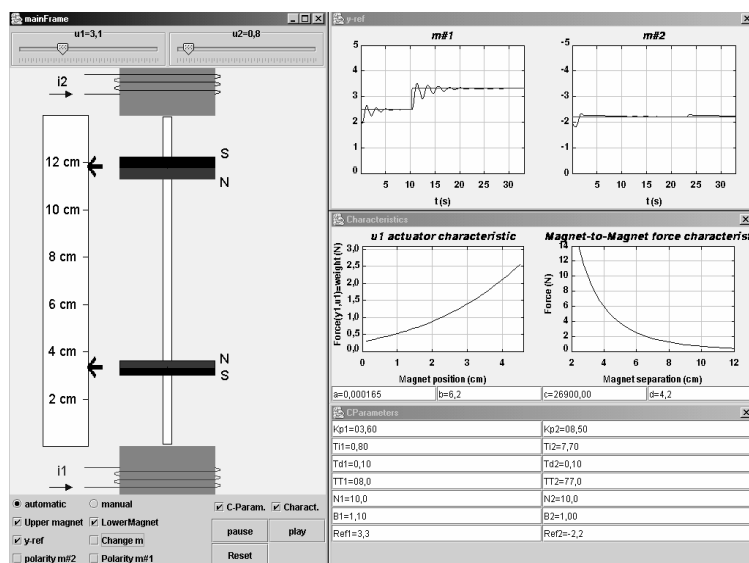 mainFrame
u1=3,1
u2=0,8
i2
12 cm
S
N
10 cm
8 cm
6 cm
4 cm
N
S
2 cm
i1
automatic
manual
C-Param.
Charact.
Upper magnet
LowerMagnet
y-ref
Change m
polarity m#2
Polarity m#1
pause
play
Reset
y-ref
m#1
m#2
5
4
3
2
1
0
0 5 10 15 20 25 30
t (s)
-5
-4
-3
-2
-1
0
0 5 10 15 20 25 30
t (s)
Characteristics
u1 actuator characteristic
Magnet-to-Magnet force characterist
Force(y1,u1)=weight (N)
3,0
2,5
2,0
1,5
1,0
0,5
0,0
0 1 2 3 4
Magnet position (cm)
Force (N)
14
12
10
8
6
4
2
0
2 4 6 8 10 12
Magnet separation (cm)
a=0,000165
b=6,2
c=26900,00
d=4,2
CParameters
Kp1=03,60
Kp2=08,50
Ti1=0,80
Ti2=7,70
Td1=0,10
Td2=0,10
TT1=08,0
TT2=77,0
N1=10,0
N2=10,0
B1=1,10
B2=1,00
Ref1=3,3
Ref2=-2,2